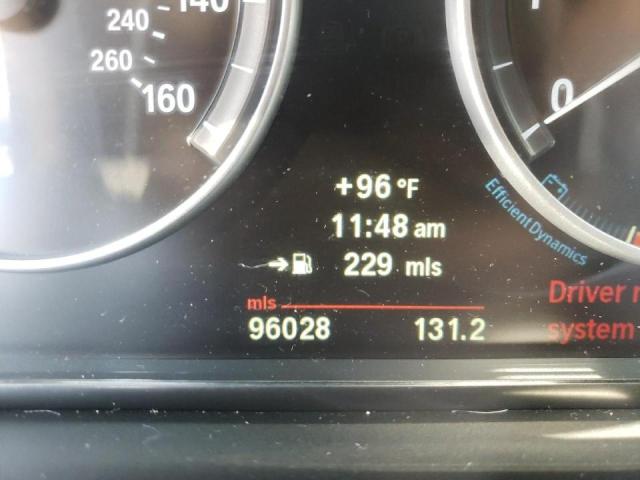 140
240
260
160
1
0
+96 °F
11:48 am
229 mls
mls
96028 131.2
Efficient Dynamics
Driver
system